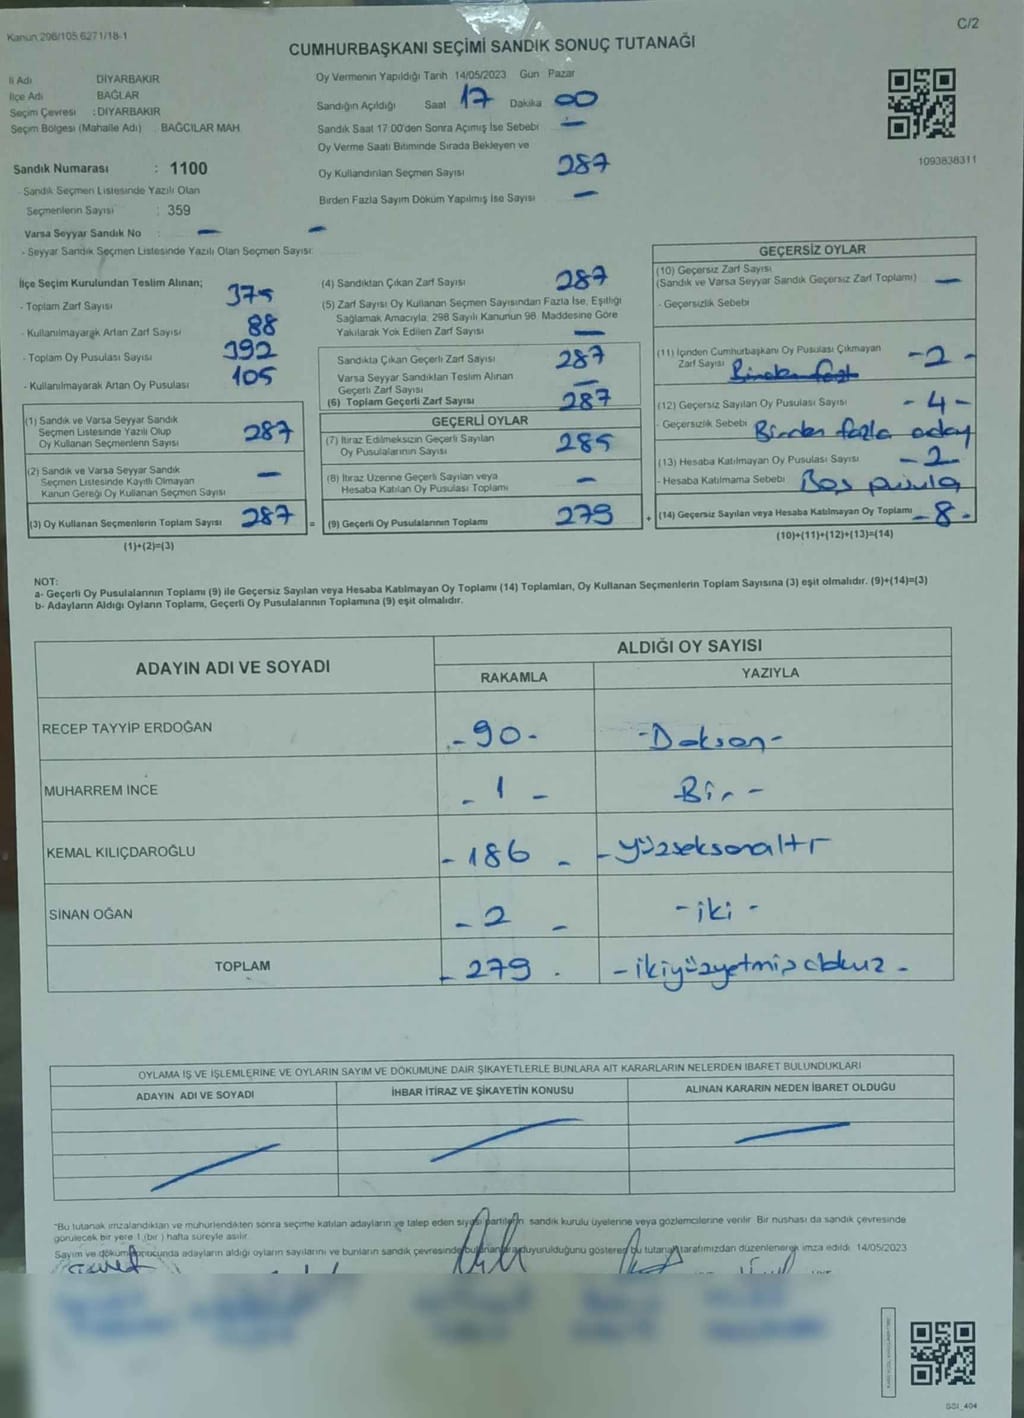 Kanun 298/105,6271/18-1
C/2
CUMHURBAŞKANI SEÇİMİ SANDIK SONUÇ TUTANAĞI
İl Adı DİYARBAKIR
İlçe Adı BAĞLAR
Seçim Çevresi : DİYARBAKIR
Seçim Bölgesi (Mahalle Adı) BAĞCILAR MAH.
Sandık Numarası : 1100
- Sandık Seçmen Listesinde Yazılı Olan
Seçmenlerin Sayısı : 359
Varsa Seyyar Sandık No —
- Seyyar Sandık Seçmen Listesinde Yazılı Olan Seçmen Sayısı: —
Oy Vermenin Yapıldığı Tarih 14/05/2023 Gün Pazar
Sandığın Açıldığı Saat 17 Dakika 00
Sandık Saat 17:00'den Sonra Açımış İse Sebebi —
Oy Verme Saati Bitiminde Sırada Bekleyen ve
Oy Kullandırılan Seçmen Sayısı 287
Birden Fazla Sayım Döküm Yapılmış İse Sayısı —
1093838311
İlçe Seçim Kurulundan Teslim Alınan;
- Toplam Zarf Sayısı 375
- Kullanılmayarak Artan Zarf Sayısı 88
- Toplam Oy Pusulası Sayısı 392
- Kullanılmayarak Artan Oy Pusulası 105
(1) Sandık ve Varsa Seyyar Sandık
Seçmen Listesinde Yazılı Olup
Oy Kullanan Seçmenlerin Sayısı 287
(2) Sandık ve Varsa Seyyar Sandık
Seçmen Listesinde Kayıtlı Olmayan
Kanun Gereği Oy Kullanan Seçmen Sayısı —
(3) Oy Kullanan Seçmenlerin Toplam Sayısı 287 =
(1)+(2)=(3)
(4) Sandıktan Çıkan Zarf Sayısı 287
(5) Zarf Sayısı Oy Kullanan Seçmen Sayısından Fazla İse, Eşitliği
Sağlamak Amacıyla, 298 Sayılı Kanunun 98. Maddesine Göre
Yakılarak Yok Edilen Zarf Sayısı —
Sandıkta Çıkan Geçerli Zarf Sayısı 287
Varsa Seyyar Sandıktan Teslim Alınan
Geçerli Zarf Sayısı —
(6) Toplam Geçerli Zarf Sayısı 287
GEÇERLİ OYLAR
(7) İtiraz Edilmeksizin Geçerli Sayılan
Oy Pusulalarının Sayısı 285
(8) İtiraz Üzerine Geçerli Sayılan veya
Hesaba Katılan Oy Pusulası Toplamı —
(9) Geçerli Oy Pusulalarının Toplamı 279 +
GEÇERSİZ OYLAR
(10) Geçersiz Zarf Sayısı
(Sandık ve Varsa Seyyar Sandık Geçersiz Zarf Toplamı) —
- Geçersizlik Sebebi
(11) İçinden Cumhurbaşkanı Oy Pusulası Çıkmayan
Zarf Sayısı -2-
(12) Geçersiz Sayılan Oy Pusulası Sayısı -4-
- Geçersizlik Sebebi Birden fazla aday
(13) Hesaba Katılmayan Oy Pusulası Sayısı -2
- Hesaba Katılmama Sebebi Boş pusula
(14) Geçersiz Sayılan veya Hesaba Katılmayan Oy Toplamı -8-
(10)+(11)+(12)+(13)=(14)
NOT:
a- Geçerli Oy Pusulalarının Toplamı (9) ile Geçersiz Sayılan veya Hesaba Katılmayan Oy Toplamı (14) Toplamları, Oy Kullanan Seçmenlerin Toplam Sayısına (3) eşit olmalıdır. (9)+(14)=(3)
b- Adayların Aldığı Oyların Toplamı, Geçerli Oy Pusulalarının Toplamına (9) eşit olmalıdır.
ADAYIN ADI VE SOYADI ALDIĞI OY SAYISI
RAKAMLA YAZIYLA
RECEP TAYYİP ERDOĞAN -90- -Doksan-
MUHARREM İNCE - 1 - -Bir-
KEMAL KILIÇDAROĞLU -186 - -yüzseksenaltı
SİNAN OĞAN - 2 - -iki-
TOPLAM - 279 - -ikiyüzyetmişdokuz-
OYLAMA İŞ VE İŞLEMLERİNE VE OYLARIN SAYIM VE DÖKÜMÜNE DAİR ŞİKAYETLERLE BUNLARA AİT KARARLARIN NELERDEN İBARET BULUNDUKLARI
ADAYIN ADI VE SOYADI İHBAR İTİRAZ VE ŞİKAYETİN KONUSU ALINAN KARARIN NEDEN İBARET OLDUĞU
*Bu tutanak imzalandıktan ve mühürlendikten sonra seçime katılan adayların ve talep eden siyasi partilerin sandık kurulu üyelerine veya gözlemcilerine verilir. Bir nüshası da sandık çevresinde
görülecek bir yere 1 (bir ) hafta süreyle asılır.
Sayım ve döküm sonucunda adayların aldığı oyların sayılarını ve bunların sandık çevresinde duyurulduğunu gösteren bu tutanak tarafımızdan düzenlenerek imza edildi. 14/05/2023
SSI_404